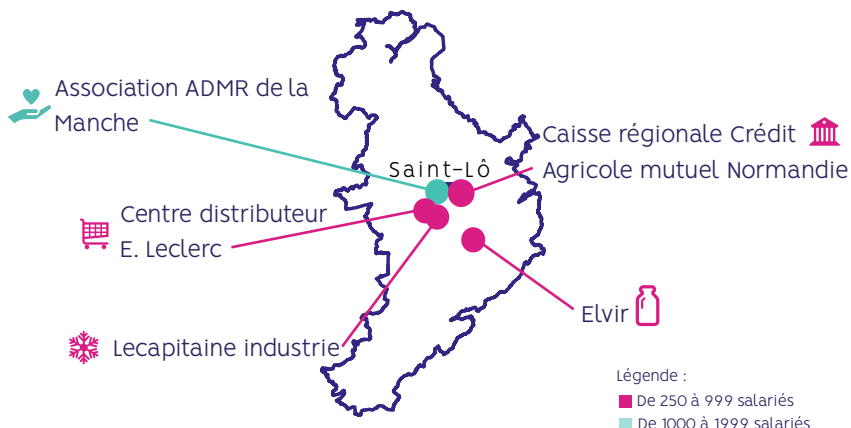 Association ADMR de la
Manche
Caisse régionale Crédit
Agricole mutuel Normandie
Saint-Lô
Centre distributeur
E. Leclerc
Elvir
Lecapitaine industrie
Légende :
De 250 à 999 salariés
De 1000 à 1999 salariés